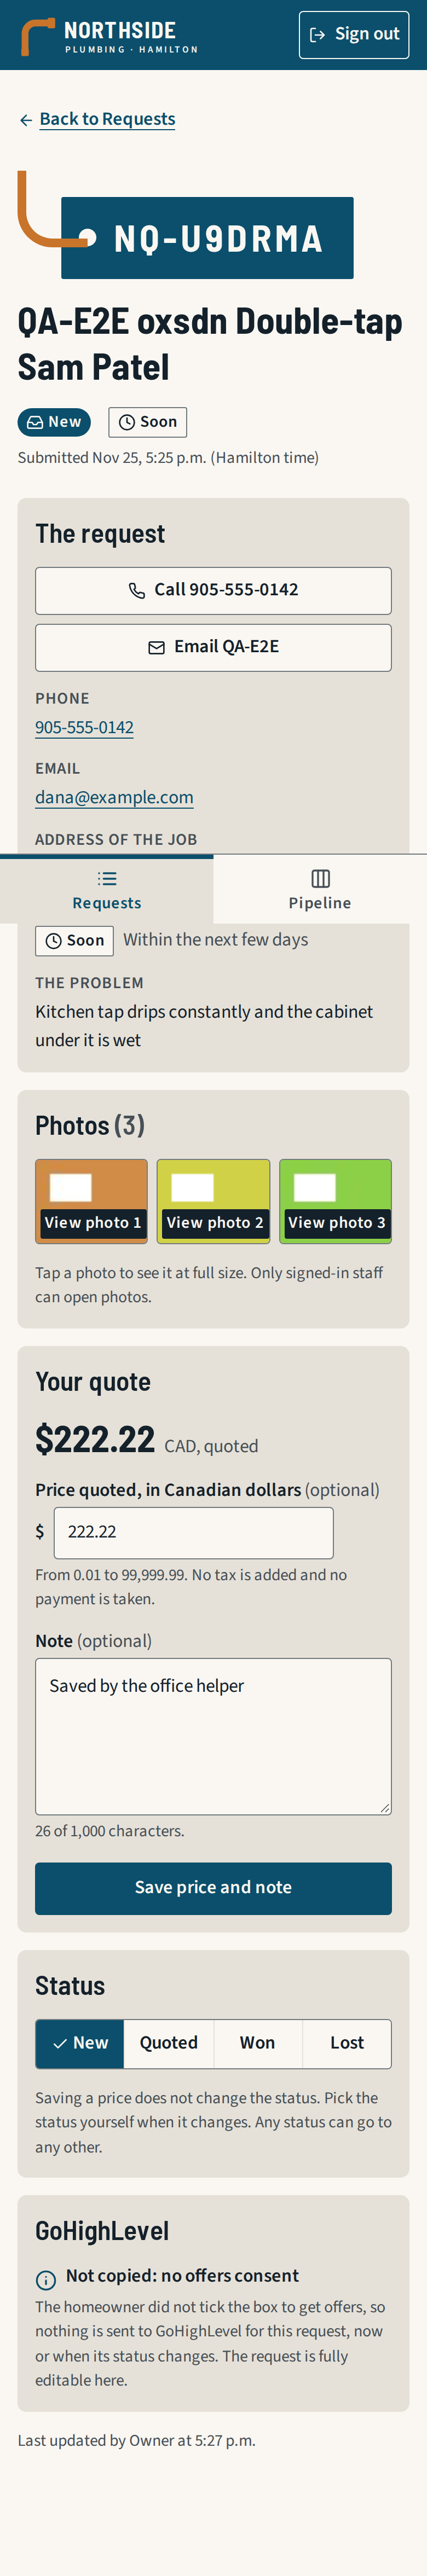 NORTHSIDE
PLUMBING · HAMILTON
Sign out
Back to Requests
NQ-U9DRMA
QA-E2E oxsdn Double-tap
Sam Patel
New
Soon
Submitted Nov 25, 5:25 p.m. (Hamilton time)
The request
Call 905-555-0142
Email QA-E2E
PHONE
905-555-0142
EMAIL
dana@example.com
ADDRESS OF THE JOB
Requests
Pipeline
Soon Within the next few days
THE PROBLEM
Kitchen tap drips constantly and the cabinet
under it is wet
Photos (3)
View photo 1
View photo 2
View photo 3
Tap a photo to see it at full size. Only signed-in staff
can open photos.
Your quote
$222.22 CAD, quoted
Price quoted, in Canadian dollars (optional)
$ 222.22
From 0.01 to 99,999.99. No tax is added and no
payment is taken.
Note (optional)
Saved by the office helper
26 of 1,000 characters.
Save price and note
Status
New
Quoted
Won
Lost
Saving a price does not change the status. Pick the
status yourself when it changes. Any status can go to
any other.
GoHighLevel
Not copied: no offers consent
The homeowner did not tick the box to get offers, so
nothing is sent to GoHighLevel for this request, now
or when its status changes. The request is fully
editable here.
Last updated by Owner at 5:27 p.m.